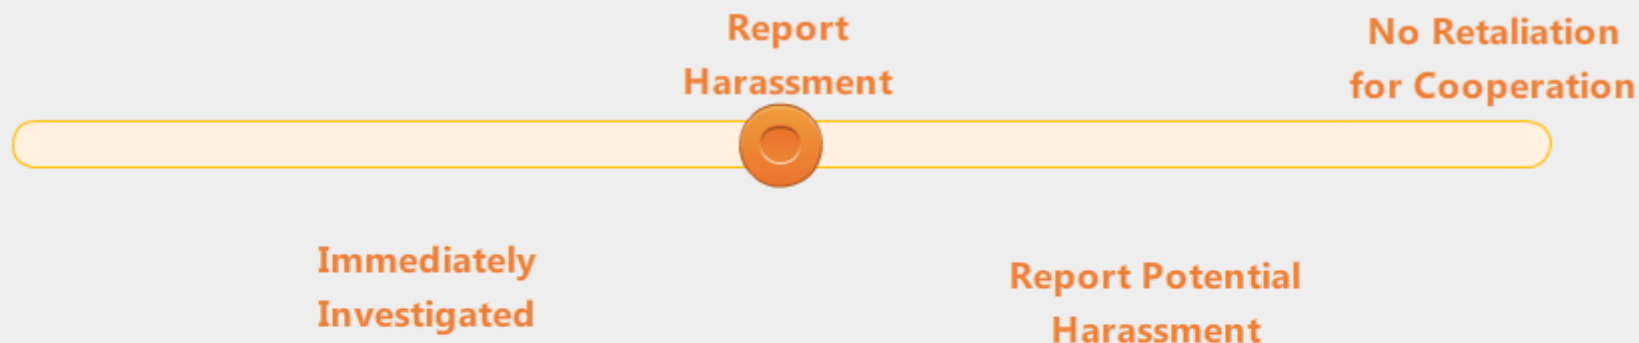 Report
Harassment
No Retaliation
for Cooperation
Immediately
Investigated
Report Potential
Harassment